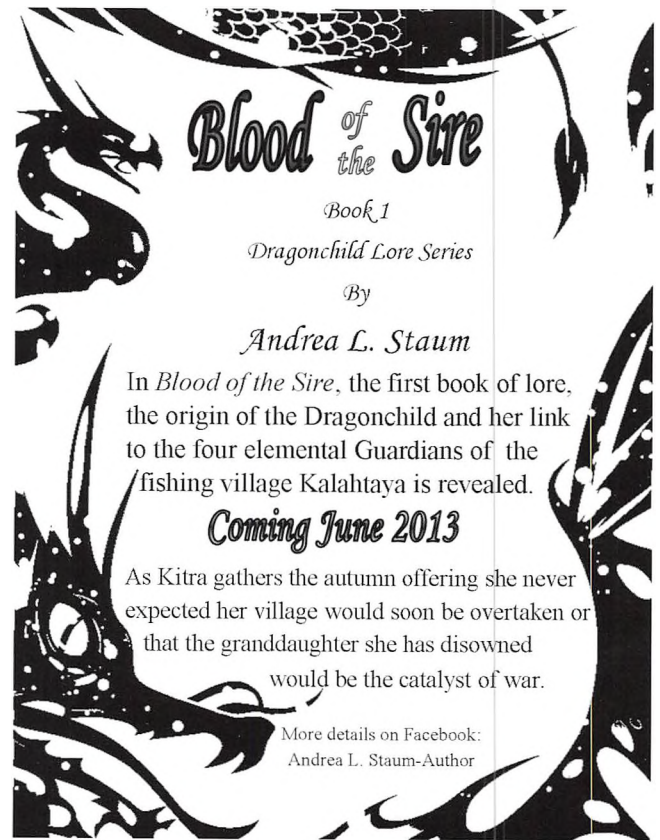 Blood of the Sire
Book 1
Dragonchild Lore Series
By
Andrea L. Staum
In Blood of the Sire, the first book of lore,
the origin of the Dragonchild and her link
to the four elemental Guardians of the
fishing village Kalahtaya is revealed.
Coming June 2013
As Kitra gathers the autumn offering she never
expected her village would soon be overtaken or
that the granddaughter she has disowned
would be the catalyst of war.
More details on Facebook:
Andrea L. Staum-Author